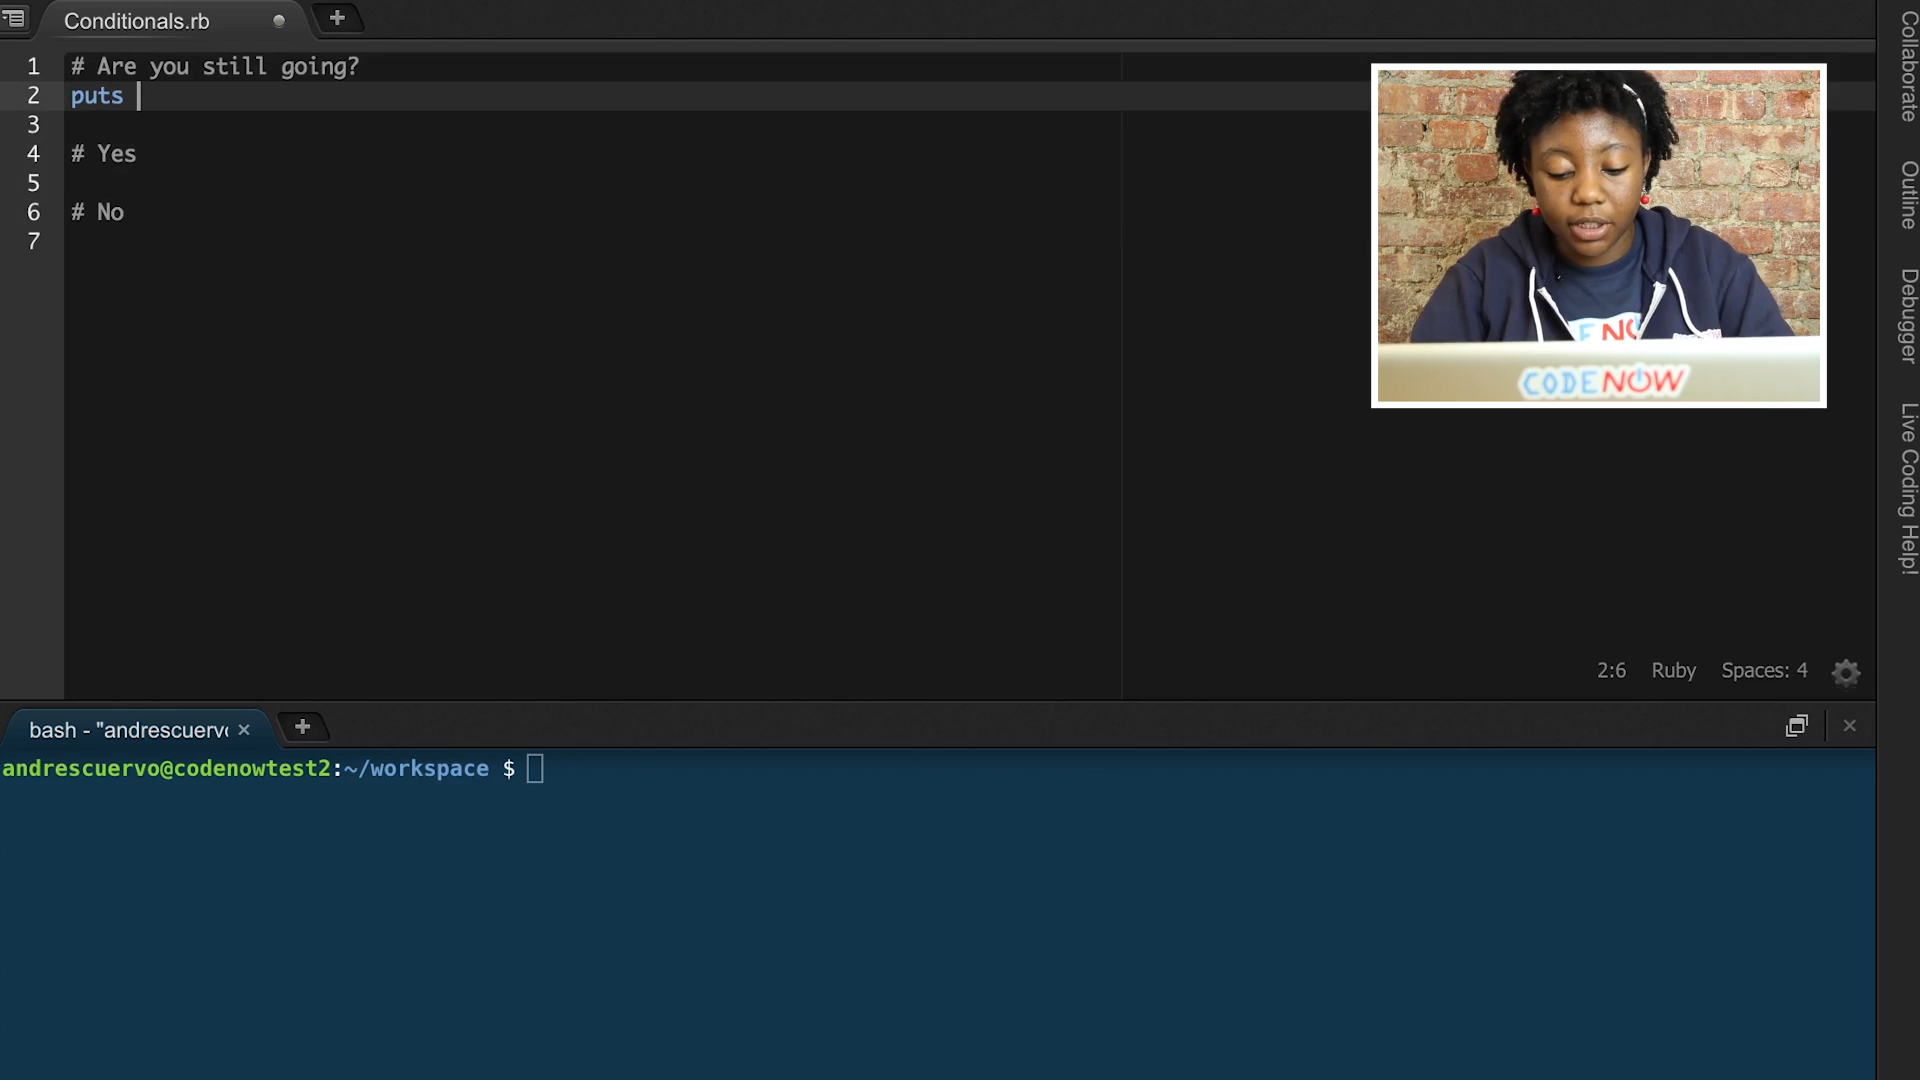 Conditionals.rb
1 # Are you still going?
2 puts
3
4 # Yes
5
6 # No
7
E NO
CODENOW
Collaborate
Outline
Debugger
Live Coding Help!
2:6 Ruby Spaces: 4
bash - "andrescuerv
andrescuervo@codenowtest2:~/workspace $